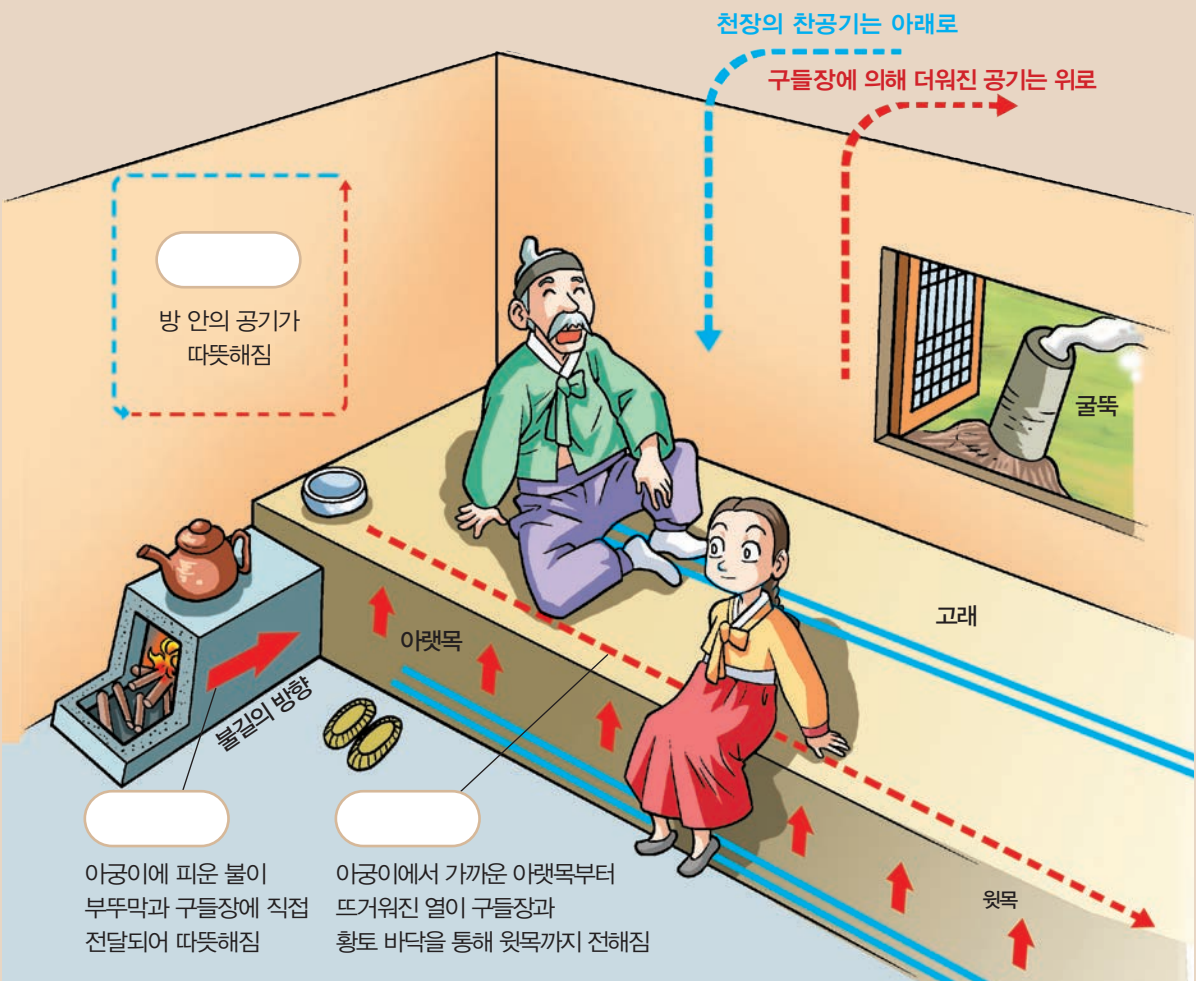 천장의 찬공기는 아래로
구들장에 의해 더워진 공기는 위로
방 안의 공기가
따뜻해짐
굴뚝
고래
아랫목
불길의 방향
윗목
아궁이에 피운 불이
부뚜막과 구들장에 직접
전달되어 따뜻해짐
아궁이에서 가까운 아랫목부터
뜨거워진 열이 구들장과
황토 바닥을 통해 윗목까지 전해짐